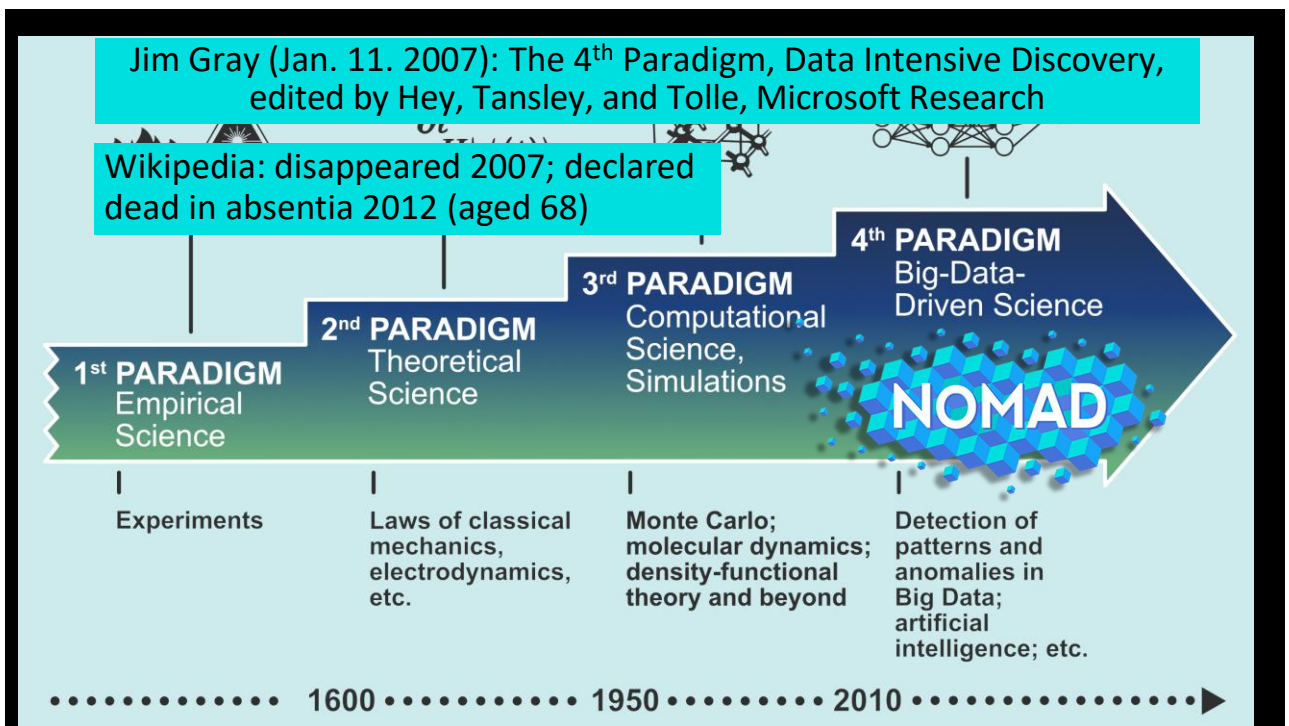 Jim Gray (Jan. 11. 2007): The 4th Paradigm, Data Intensive Discovery,
edited by Hey, Tansley, and Tolle, Microsoft Research
Wikipedia: disappeared 2007; declared
dead in absentia 2012 (aged 68)
1st PARADIGM
Empirical
Science
2nd PARADIGM
Theoretical
Science
3rd PARADIGM
Computational
Science,
Simulations
4th PARADIGM
Big-Data-
Driven Science
NOMAD
Experiments
Laws of classical
mechanics,
electrodynamics,
etc.
Monte Carlo;
molecular dynamics;
density-functional
theory and beyond
Detection of
patterns and
anomalies in
Big Data;
artificial
intelligence; etc.
1600
1950
2010